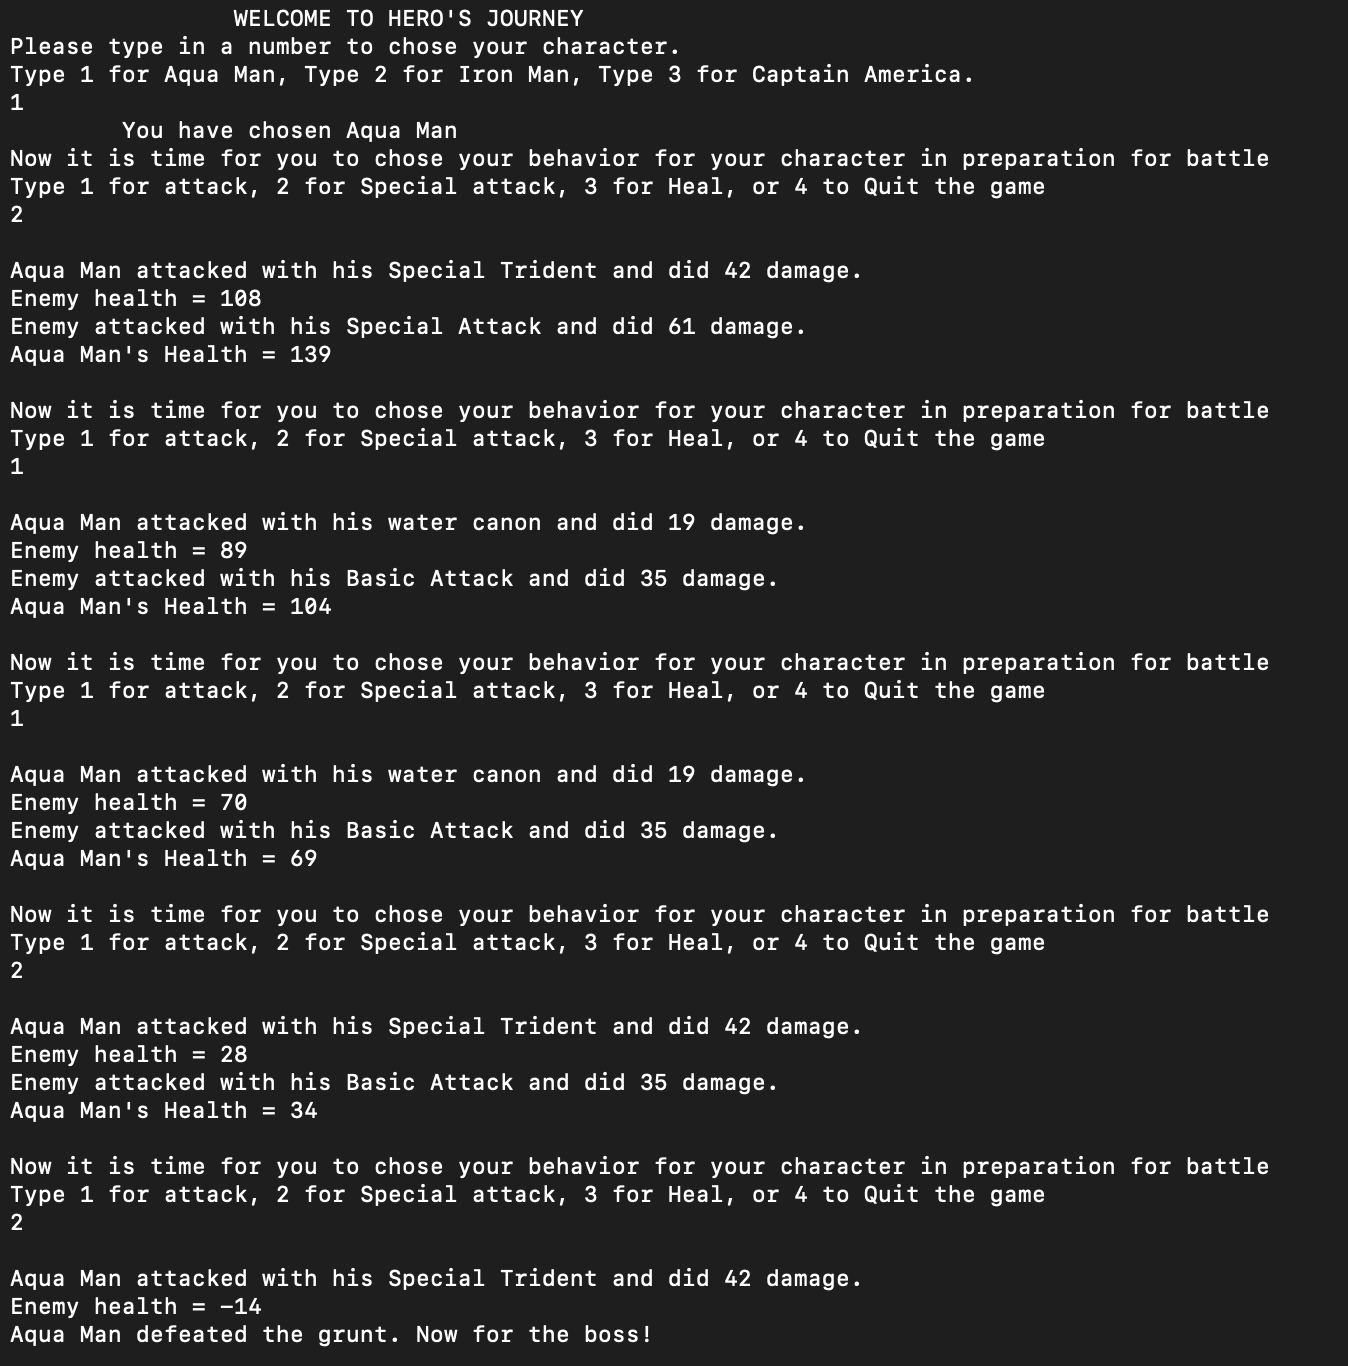 WELCOME TO HERO'S JOURNEY
Please type in a number to chose your character.
Type 1 for Aqua Man, Type 2 for Iron Man, Type 3 for Captain America.
1
You have chosen Aqua Man
Now it is time for you to chose your behavior for your character in preparation for battle
Type 1 for attack, 2 for Special attack, 3 for Heal, or 4 to Quit the game
2
Aqua Man attacked with his Special Trident and did 42 damage.
Enemy health = 108
Enemy attacked with his Special Attack and did 61 damage.
Aqua Man's Health = 139
Now it is time for you to chose your behavior for your character in preparation for battle
Type 1 for attack, 2 for Special attack, 3 for Heal, or 4 to Quit the game
1
Aqua Man attacked with his water canon and did 19 damage.
Enemy health = 89
Enemy attacked with his Basic Attack and did 35 damage.
Aqua Man's Health = 104
Now it is time for you to chose your behavior for your character in preparation for battle
Type 1 for attack, 2 for Special attack, 3 for Heal, or 4 to Quit the game
1
Aqua Man attacked with his water canon and did 19 damage.
Enemy health = 70
Enemy attacked with his Basic Attack and did 35 damage.
Aqua Man's Health = 69
Now it is time for you to chose your behavior for your character in preparation for battle
Type 1 for attack, 2 for Special attack, 3 for Heal, or 4 to Quit the game
2
Aqua Man attacked with his Special Trident and did 42 damage.
Enemy health = 28
Enemy attacked with his Basic Attack and did 35 damage.
Aqua Man's Health = 34
Now it is time for you to chose your behavior for your character in preparation for battle
Type 1 for attack, 2 for Special attack, 3 for Heal, or 4 to Quit the game
2
Aqua Man attacked with his Special Trident and did 42 damage.
Enemy health = -14
Aqua Man defeated the grunt. Now for the boss!